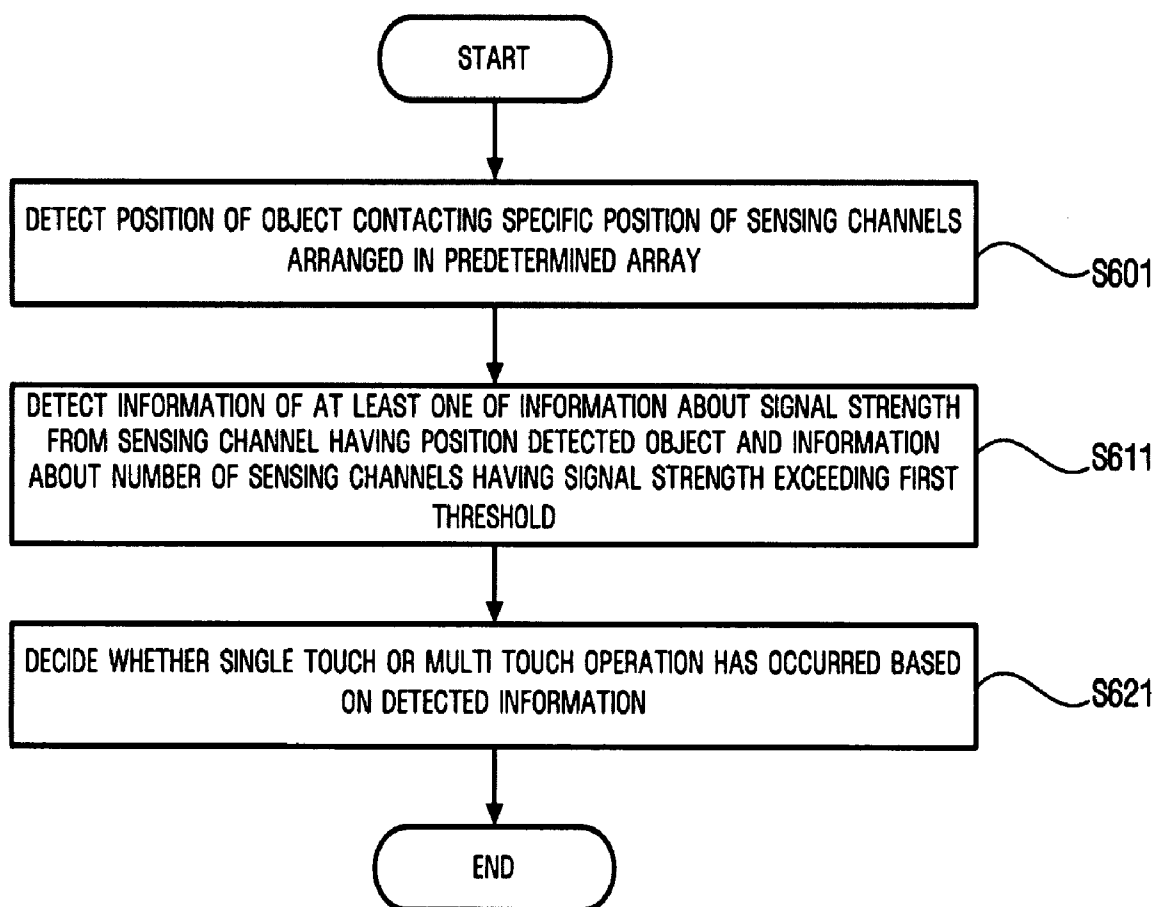 START
DETECT POSITION OF OBJECT CONTACTING SPECIFIC POSITION OF SENSING CHANNELS
ARRANGED IN PREDETERMINED ARRAY
S601
DETECT INFORMATION OF AT LEAST ONE OF INFORMATION ABOUT SIGNAL STRENGTH
FROM SENSING CHANNEL HAVING POSITION DETECTED OBJECT AND INFORMATION
ABOUT NUMBER OF SENSING CHANNELS HAVING SIGNAL STRENGTH EXCEEDING FIRST
THRESHOLD
S611
DECIDE WHETHER SINGLE TOUCH OR MULTI TOUCH OPERATION HAS OCCURRED BASED
ON DETECTED INFORMATION
S621
END